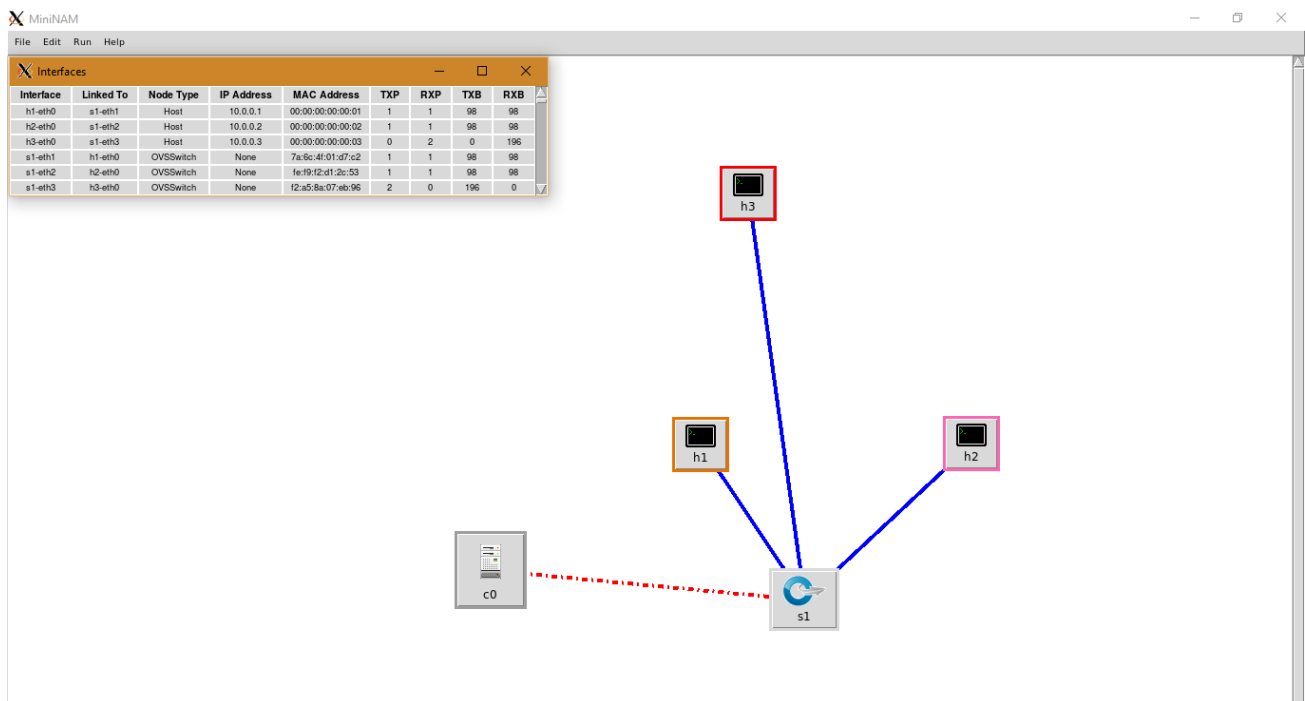 MiniNAM
File Edit Run Help
Interfaces
Interface Linked To Node Type IP Address MAC Address TXP RXP TXB RXB
h1-eth0 s1-eth1 Host 10.0.0.1 00:00:00:00:00:01 1 1 98 98
h2-eth0 s1-eth2 Host 10.0.0.2 00:00:00:00:00:02 1 1 98 98
h3-eth0 s1-eth3 Host 10.0.0.3 00:00:00:00:00:03 0 2 0 196
s1-eth1 h1-eth0 OVSSwitch None 7a:6c:4f:01:d7:c2 1 1 98 98
s1-eth2 h2-eth0 OVSSwitch None fe:f9:f2:d1:2c:53 1 1 98 98
s1-eth3 h3-eth0 OVSSwitch None f2:a5:8a:07:eb:96 2 0 196 0
h3
h1
h2
c0
s1